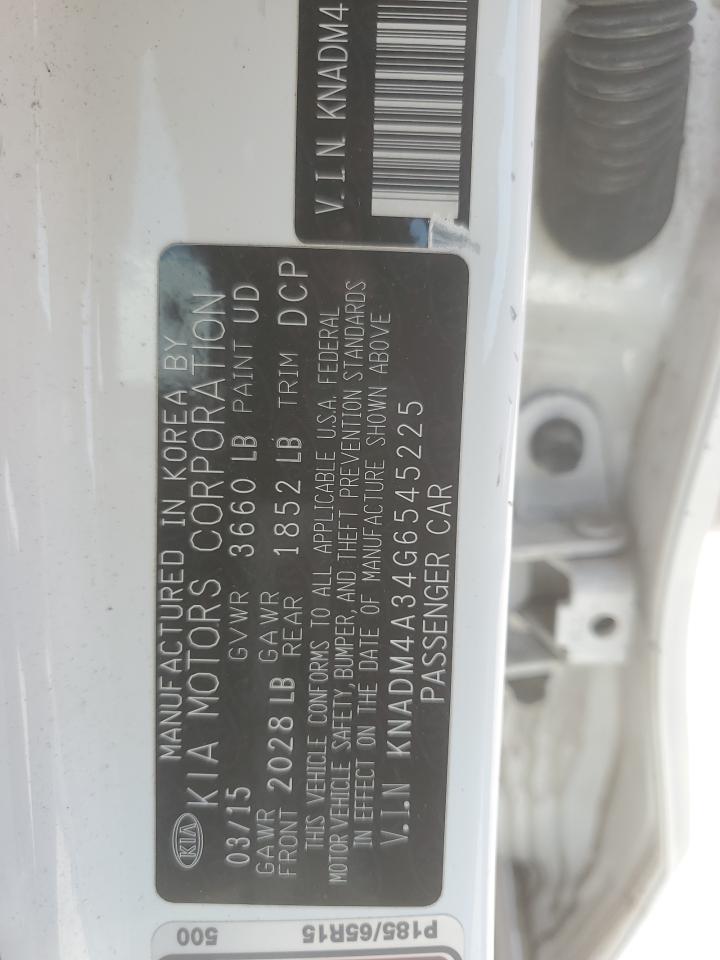 KIA MANUFACTURED IN KOREA BY
KIA MOTORS CORPORATION
03/15 GVWR 3660 LB PAINT UD
GAWR FRONT 2028 LB GAWR REAR 1852 LB TRIM DCP
THIS VEHICLE CONFORMS TO ALL APPLICABLE U.S.A. FEDERAL
MOTOR VEHICLE SAFETY, BUMPER, AND THEFT PREVENTION STANDARDS
IN EFFECT ON THE DATE OF MANUFACTURE SHOWN ABOVE
V.I.N KNADM4A34G6545225
PASSENGER CAR
V.I.N. KNADM4
P185/65R15
500